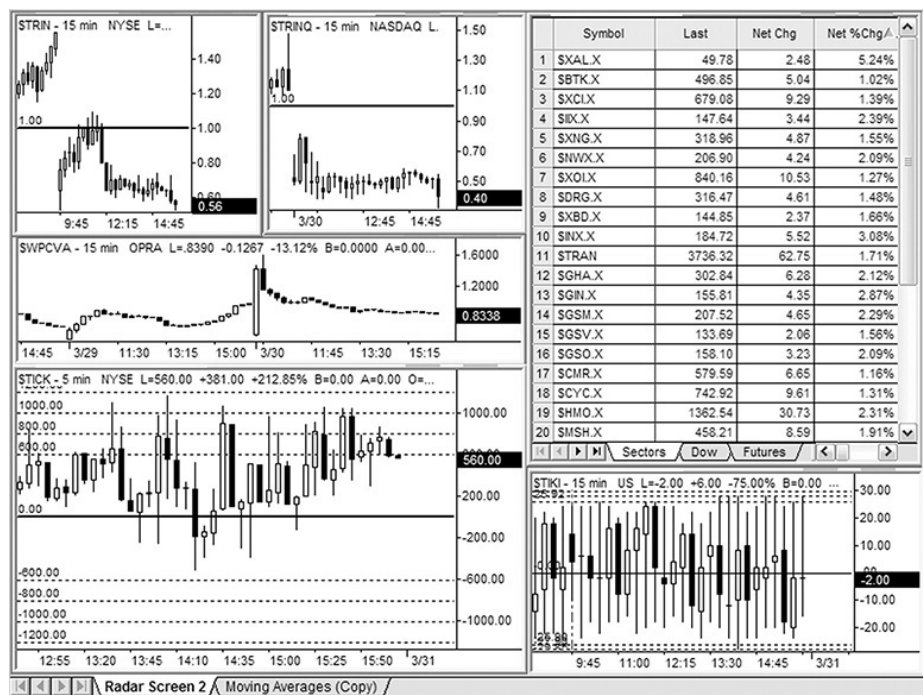 $TRIN - 15 min NYSE L=...
1.40
1.20
1.00
1.00
0.80
0.60
0.56
9:45 12:15 14:45
$TRINQ - 15 min NASDAQ L.
1.50
1.00
1.00
0.50
0.40
3/30 12:45 14:45
$WPCVA - 15 min OPRA L=.8390 -0.1267 -13.12% B=0.0000 A=0.00...
1.6000
1.2000
0.8338
14:45 3/29 11:30 13:15 15:00 3/30 11:45 13:30 15:15
$TICK - 5 min NYSE L=560.00 +381.00 +212.85% B=0.00 A=0.00 O=...
1200.00
1000.00
1000.00
800.00
600.00
560.00
200.00
0.00
-200.00
-600.00
-600.00
-800.00
-1000.00
-1000.00
-1200.00
12:55 13:20 13:45 14:10 14:35 15:00 15:25 15:50 3/31
Symbol Last Net Chg Net %Chg
1 $XAL.X 49.78 2.48 5.24%
2 $BTK.X 496.85 5.04 1.02%
3 $XCI.X 679.08 9.29 1.39%
4 $IIX.X 147.64 3.44 2.39%
5 $XNG.X 318.96 4.87 1.55%
6 $NWX.X 206.90 4.24 2.09%
7 $XOI.X 840.16 10.53 1.27%
8 $DRG.X 316.47 4.61 1.48%
9 $XBD.X 144.85 2.37 1.66%
10 $INX.X 184.72 5.52 3.08%
11 $TRAN 3736.32 62.75 1.71%
12 $GHA.X 302.84 6.28 2.12%
13 $GIN.X 155.81 4.35 2.87%
14 $GSM.X 207.52 4.65 2.29%
15 $GSV.X 133.69 2.06 1.56%
16 $GSO.X 158.10 3.23 2.09%
17 $CMR.X 579.59 6.65 1.16%
18 $CYC.X 742.92 9.61 1.31%
19 $HMO.X 1362.54 30.73 2.31%
20 $MSH.X 458.21 8.59 1.91%
Sectors Dow Futures
$TIKI - 15 min US L=-2.00 +6.00 -75.00% B=0.00 ...
30.00
20.00
10.00
-2.00
-10.00
-20.00
9:45 11:00 12:15 13:30 14:45 3/31
Radar Screen 2 Moving Averages (Copy)